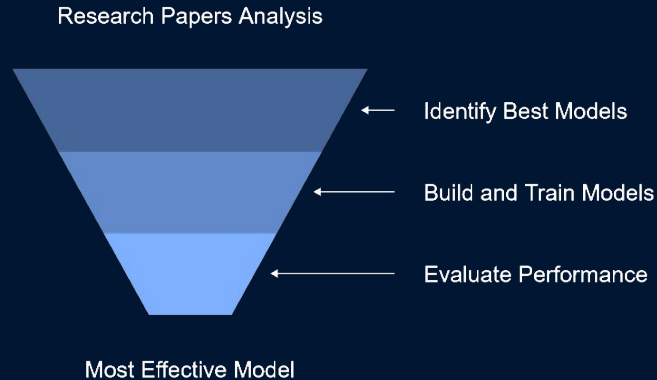 Research Papers Analysis
Identify Best Models
Build and Train Models
Evaluate Performance
Most Effective Model